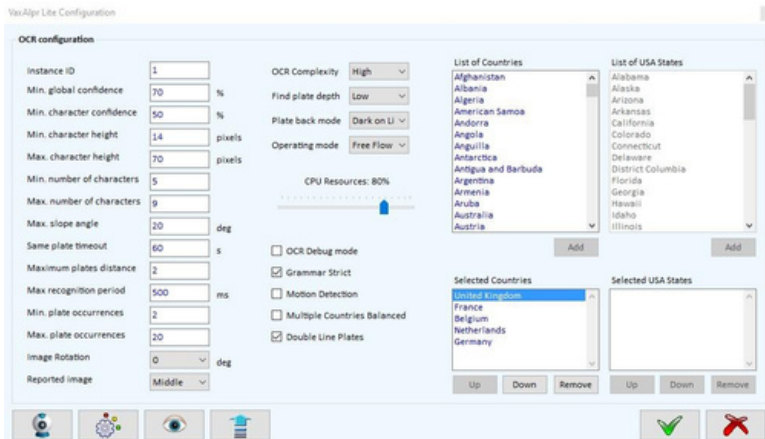 VaxAlpr Lite Configuration
OCR configuration
Instance ID 1
Min. global confidence 70 %
Min. character confidence 50 %
Min. character height 14 pixels
Max. character height 70 pixels
Min. number of characters 5
Max. number of characters 9
Max. slope angle 20 deg
Same plate timeout 60 s
Maximum plates distance 2
Max recognition period 500 ms
Min. plate occurrences 2
Max. plate occurrences 20
Image Rotation 0 deg
Reported image Middle
OCR Complexity High
Find plate depth Low
Plate back mode Dark on Li
Operating mode Free Flow
CPU Resources: 80%
OCR Debug mode
Grammar Strict
Motion Detection
Multiple Countries Balanced
Double Line Plates
List of Countries
Afghanistan
Albania
Algeria
American Samoa
Andorra
Angola
Anguilla
Antarctica
Antigua and Barbuda
Argentina
Armenia
Aruba
Australia
Austria
Add
List of USA States
Alabama
Alaska
Arizona
Arkansas
California
Colorado
Connecticut
Delaware
District Columbia
Florida
Georgia
Hawaii
Idaho
Illinois
Add
Selected Countries
United Kingdom
France
Belgium
Netherlands
Germany
Up Down Remove
Selected USA States
Up Down Remove